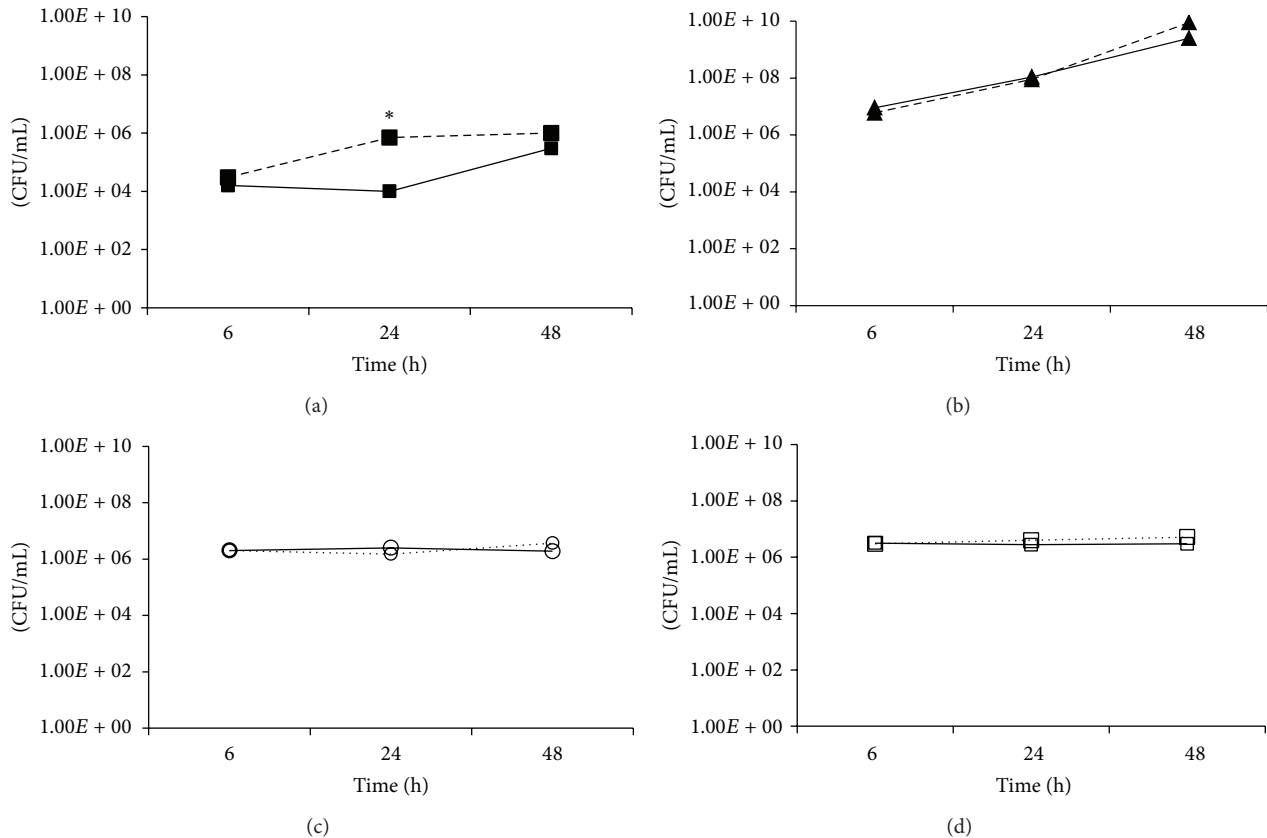 1.00E + 10
1.00E + 08
1.00E + 06
1.00E + 04
1.00E + 02
1.00E + 00
(CFU/mL)
*
6 24 48
Time (h)
(a)
1.00E + 10
1.00E + 08
1.00E + 06
1.00E + 04
1.00E + 02
1.00E + 00
(CFU/mL)
6 24 48
Time (h)
(b)
1.00E + 10
1.00E + 08
1.00E + 06
1.00E + 04
1.00E + 02
1.00E + 00
(CFU/mL)
6 24 48
Time (h)
(c)
1.00E + 10
1.00E + 08
1.00E + 06
1.00E + 04
1.00E + 02
1.00E + 00
(CFU/mL)
6 24 48
Time (h)
(d)